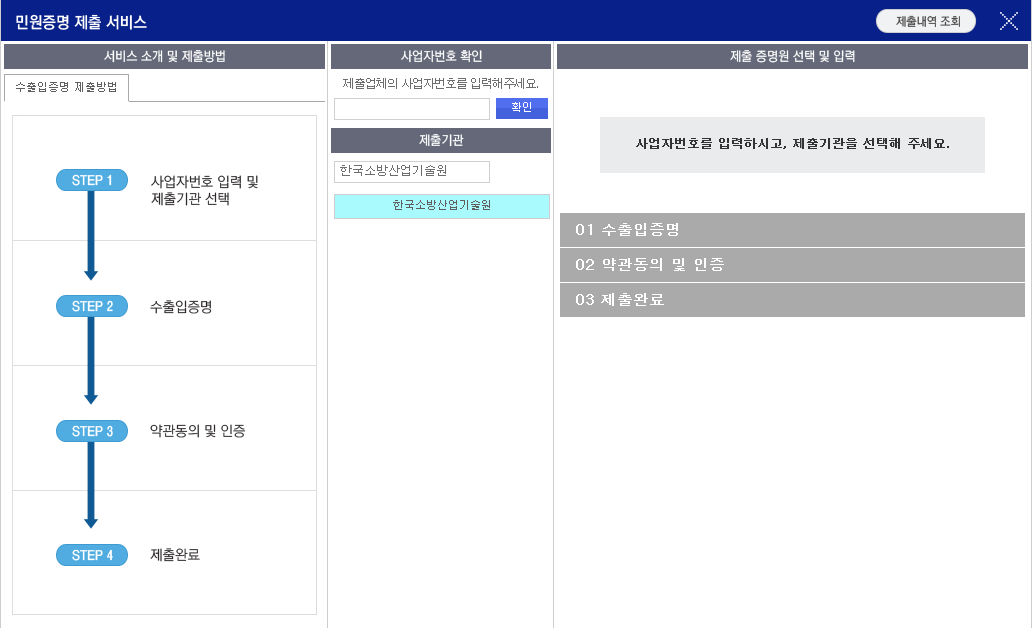 민원증명 제출 서비스
제출내역 조회
서비스 소개 및 제출방법
수출입증명 제출방법
STEP 1
사업자번호 입력 및
제출기관 선택
STEP 2
수출입증명
STEP 3
약관동의 및 인증
STEP 4
제출완료
사업자번호 확인
제출업체의 사업자번호를 입력해주세요.
확인
제출기관
한국소방산업기술원
한국소방산업기술원
제출 증명원 선택 및 입력
사업자번호를 입력하시고, 제출기관을 선택해 주세요.
01 수출입증명
02 약관동의 및 인증
03 제출완료